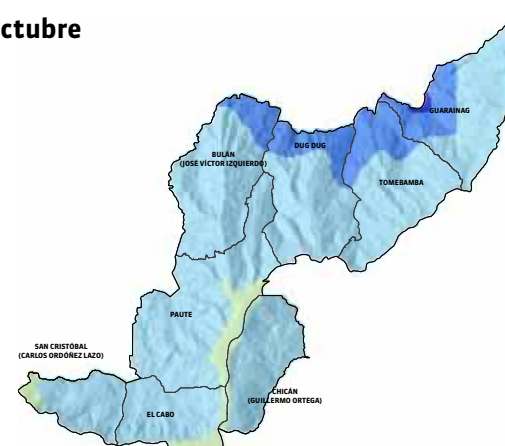 ctubre
GUARAINAG
DUG DUG
BULÁN
(JOSÉ VÍCTOR IZQUIERDO)
TOMEBAMBA
PAUTE
SAN CRISTÓBAL
(CARLOS ORDÓÑEZ LAZO)
CHICÁN
(GUILLERMO ORTEGA)
EL CABO